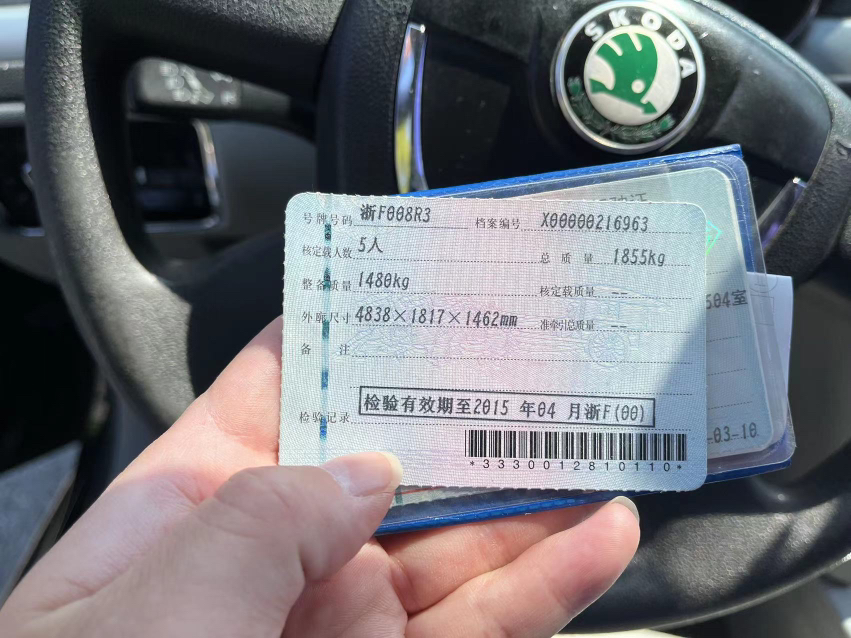 SKODA
号牌号码 浙F008R3 档案编号 X00000216963
核定载人数 5人 总质量 1855kg
整备质量 1480kg 核定载质量 --
外廓尺寸 4838×1817×1462mm 准牵引总质量 --
备注
检验记录 检验有效期至2015 年04 月浙F(00)
*3330012810110*
504室
-03-10